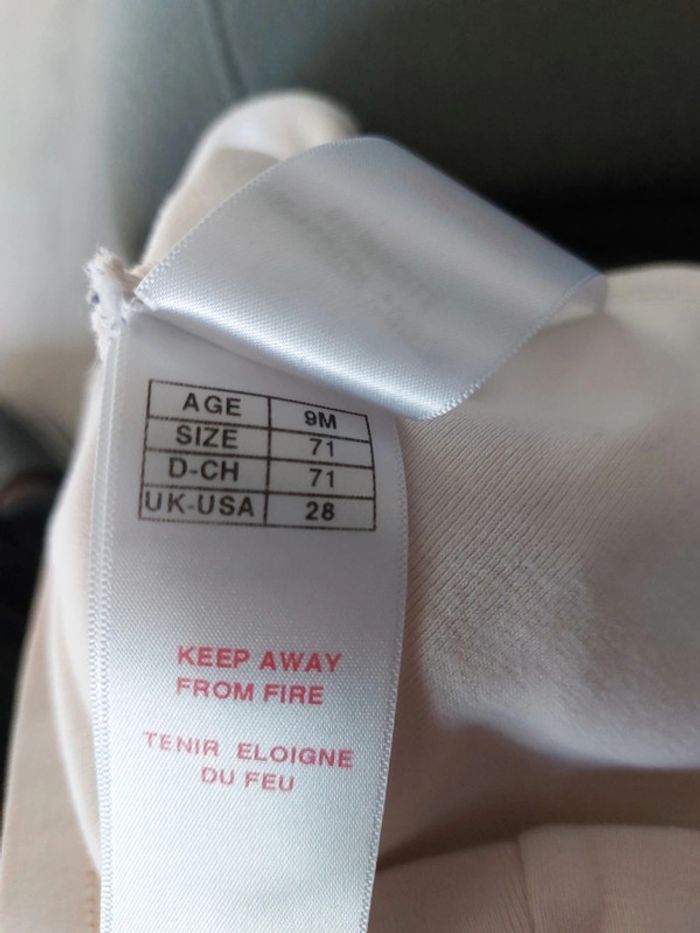 AGE 9M
SIZE 71
D-CH 71
UK-USA 28
KEEP AWAY
FROM FIRE
TENIR ELOIGNE
DU FEU